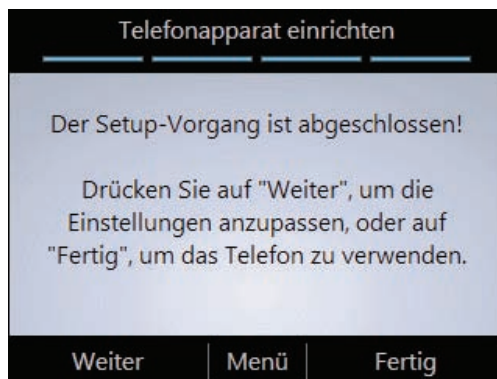 Telefonapparat einrichten
Der Setup-Vorgang ist abgeschlossen!
Drücken Sie auf "Weiter", um die
Einstellungen anzupassen, oder auf
"Fertig", um das Telefon zu verwenden.
Weiter Menü Fertig